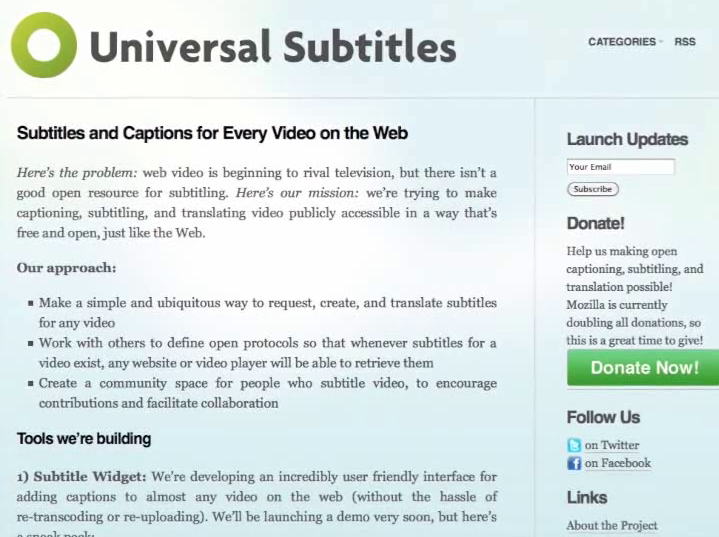 Universal Subtitles
CATEGORIES RSS
Subtitles and Captions for Every Video on the Web
Here's the problem: web video is beginning to rival television, but there isn't a
good open resource for subtitling. Here's our mission: we're trying to make
captioning, subtitling, and translating video publicly accessible in a way that's
free and open, just like the Web.
Our approach:
Make a simple and ubiquitous way to request, create, and translate subtitles
for any video
Work with others to define open protocols so that whenever subtitles for a
video exist, any website or video player will be able to retrieve them
Create a community space for people who subtitle video, to encourage
contributions and facilitate collaboration
Tools we're building
1) Subtitle Widget: We're developing an incredibly user friendly interface for
adding captions to almost any video on the web (without the hassle of
re-transcoding or re-uploading). We'll be launching a demo very soon, but here's
a sneak peek:
Launch Updates
Your Email
Subscribe
Donate!
Help us making open
captioning, subtitling, and
translation possible!
Mozilla is currently
doubling all donations, so
this is a great time to give!
Donate Now!
Follow Us
on Twitter
on Facebook
Links
About the Project